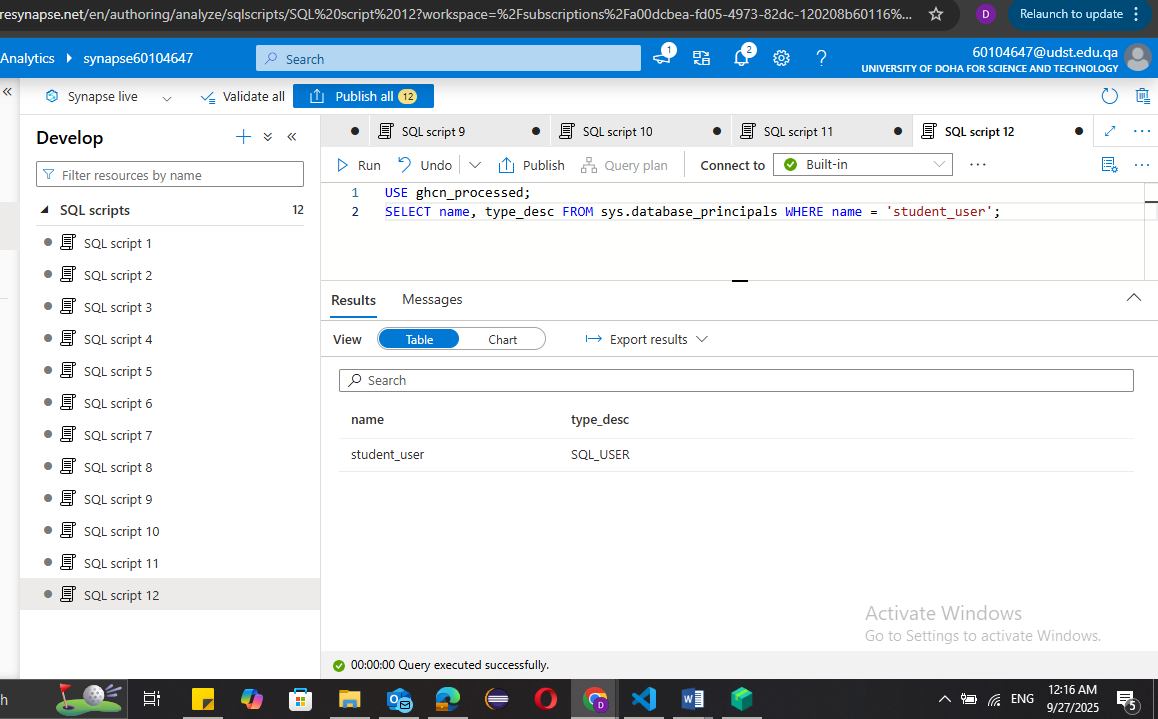 resynapse.net/en/authoring/analyze/sqlscripts/SQL%20script%2012?workspace=%2Fsubscriptions%2Fa00dcbea-fd05-4973-82dc-120208b60116%...
D
Relaunch to update
Analytics
synapse60104647
Search
1
2
60104647@udst.edu.qa
UNIVERSITY OF DOHA FOR SCIENCE AND TECHNOLOGY
Synapse live
Validate all
Publish all
12
Develop
Filter resources by name
SQL scripts
12
SQL script 1
SQL script 2
SQL script 3
SQL script 4
SQL script 5
SQL script 6
SQL script 7
SQL script 8
SQL script 9
SQL script 10
SQL script 11
SQL script 12
SQL script 9
SQL script 10
SQL script 11
SQL script 12
Run
Undo
Publish
Query plan
Connect to
Built-in
1 USE ghcn_processed;
2 SELECT name, type_desc FROM sys.database_principals WHERE name = 'student_user';
Results
Messages
View
Table
Chart
Export results
Search
name type_desc
student_user SQL_USER
Activate Windows
Go to Settings to activate Windows.
00:00:00 Query executed successfully.
h
D
ENG
12:16 AM
9/27/2025
5